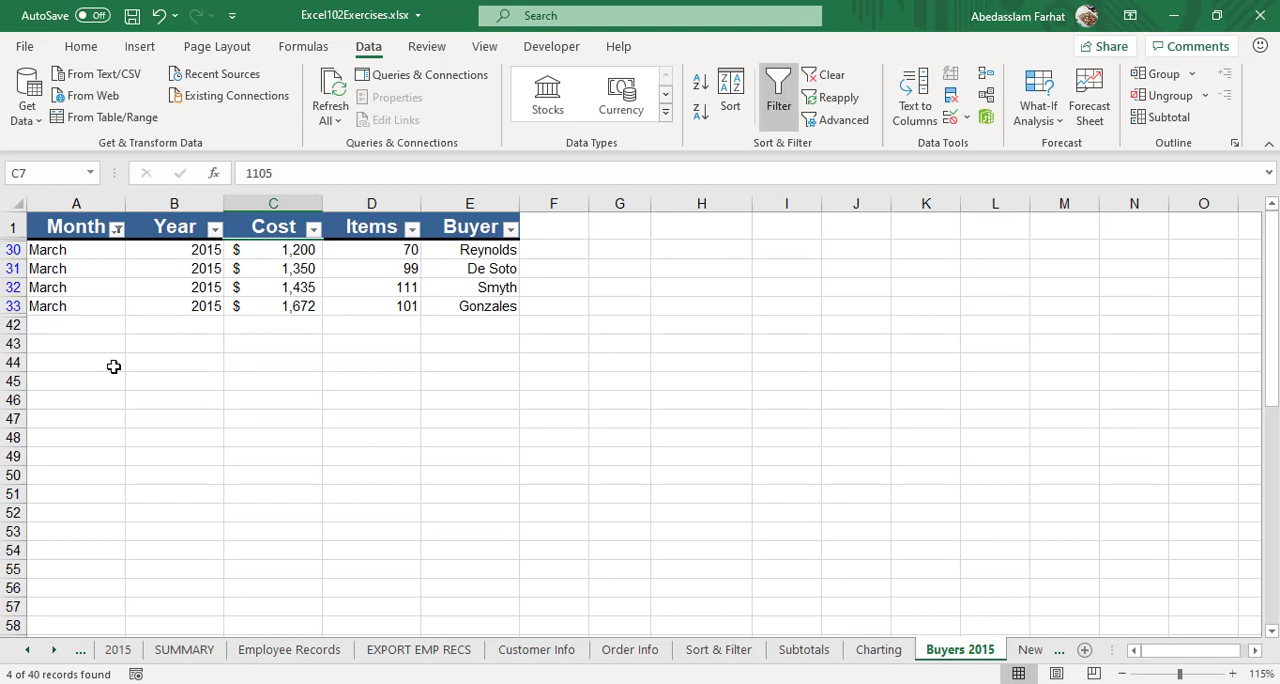 AutoSave Off Excel102Exercises.xlsx Search Abedasslam Farhat
File Home Insert Page Layout Formulas Data Review View Developer Help Share Comments
Get Data From Text/CSV From Web From Table/Range Recent Sources Existing Connections
Get & Transform Data
Refresh All Queries & Connections Properties Edit Links
Queries & Connections
Stocks Currency
Data Types
Sort Filter Clear Reapply Advanced
Sort & Filter
Text to Columns
Data Tools
What-If Analysis Forecast Sheet
Forecast
Group Ungroup Subtotal
Outline
C7 fx 1105
A B C D E F G H I J K L M N O
1 Month Year Cost Items Buyer
30 March 2015 $ 1,200 70 Reynolds
31 March 2015 $ 1,350 99 De Soto
32 March 2015 $ 1,435 111 Smyth
33 March 2015 $ 1,672 101 Gonzales
42
43
44
45
46
47
48
49
50
51
52
53
54
55
56
57
58
... 2015 SUMMARY Employee Records EXPORT EMP RECS Customer Info Order Info Sort & Filter Subtotals Charting Buyers 2015 New ...
4 of 40 records found 115%